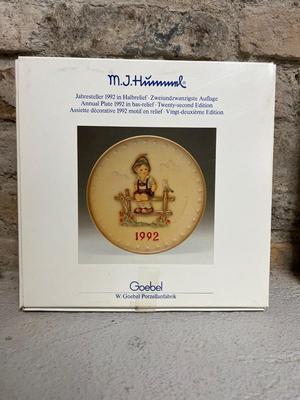 M.J.Hummel
Jahresteller 1992 in Halbrelief · Zweiundzwanzigste Auflage
Annual Plate 1992 in bas-relief · Twenty-second Edition
Assiette décorative 1992 motif en relief · Vingt-deuxième Edition
1992
Goebel
W. Goebel Porzellanfabrik